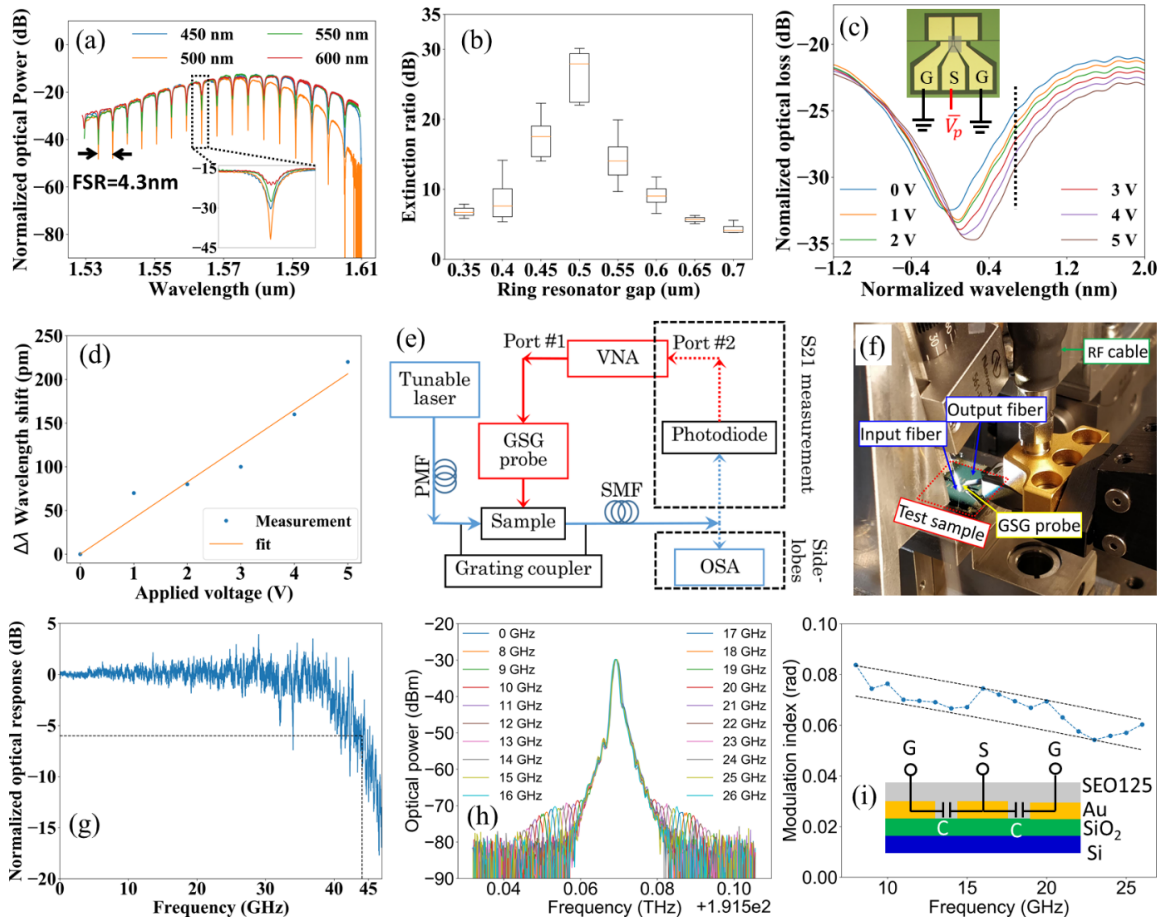 (a)
450 nm
550 nm
500 nm
600 nm
FSR=4.3nm
-15
-30
-45
0
−20
−40
−60
−80
Normalized optical Power (dB)
1.53
1.55
1.57
1.59
1.61
Wavelength (um)
(b)
35
30
20
10
0
Extinction ratio (dB)
0.35
0.4
0.45
0.5
0.55
0.6
0.65
0.7
Ring resonator gap (um)
(c)
G
S
G
V̅p
0 V
3 V
1 V
4 V
2 V
5 V
−20
−25
−30
−35
Nomalized optical loss (dB)
−1.2
−0.4
0.4
1.2
2.0
Normalized wavelength (nm)
(d)
250
200
150
100
50
0
Δλ Wavelength shift (pm)
Measurement
fit
0
1
2
3
4
5
Applied voltage (V)
(e)
Port #1
VNA
Port #2
S21 measurement
Tunable
laser
GSG
probe
Photodiode
PMF
SMF
Sample
Grating coupler
OSA
Side-
lobes
(f)
30
RF cable
Output fiber
Input fiber
Test sample
GSG probe
5
0
−5
−10
−15
−20
Normalized optical response (dB)
(g)
0
10
20
30
40
45
Frequency (GHz)
−20
−30
−40
−50
−60
−70
−80
−90
Optical power (dBm)
0 GHz
17 GHz
8 GHz
18 GHz
9 GHz
19 GHz
10 GHz
20 GHz
11 GHz
21 GHz
12 GHz
22 GHz
13 GHz
23 GHz
14 GHz
24 GHz
15 GHz
25 GHz
16 GHz
26 GHz
(h)
0.04
0.06
0.08
0.10
Frequency (THz)
+1.915e2
0.10
0.08
0.06
0.04
0.02
0.00
Modulation index (rad)
G
S
G
(i)
SEO125
Au
SiO2
Si
C
C
10
15
20
25
Frequency (GHz)